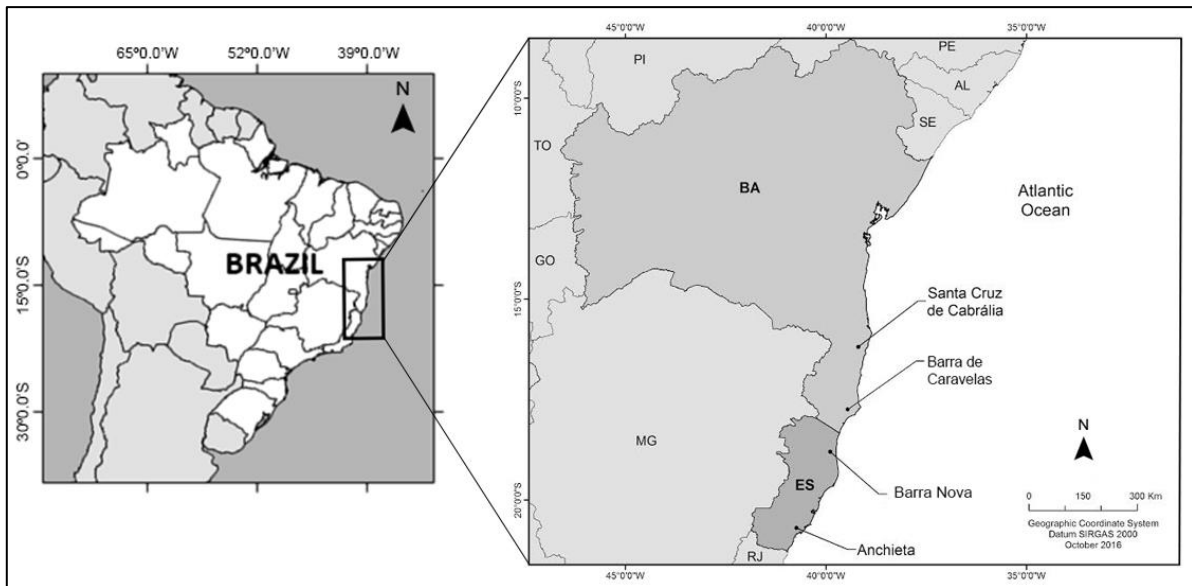 65º0.0'W 52º0.0'W 39º0.0'W
N
0º0.0'
BRAZIL
15º0.0'S
30º0.0'S
45°0'0"W 40°0'0"W 35°0'0"W
PI
PE
AL
SE
10°0'0"S
TO
BA
Atlantic
Ocean
GO
15°0'0"S
Santa Cruz
de Cabrália
Barra de
Caravelas
MG
N
ES
Barra Nova
20°0'0"S
0 150 300 Km
Anchieta
RJ
Geographic Coordinate System
Datum SIRGAS 2000
October 2016
45°0'0"W 40°0'0"W 35°0'0"W